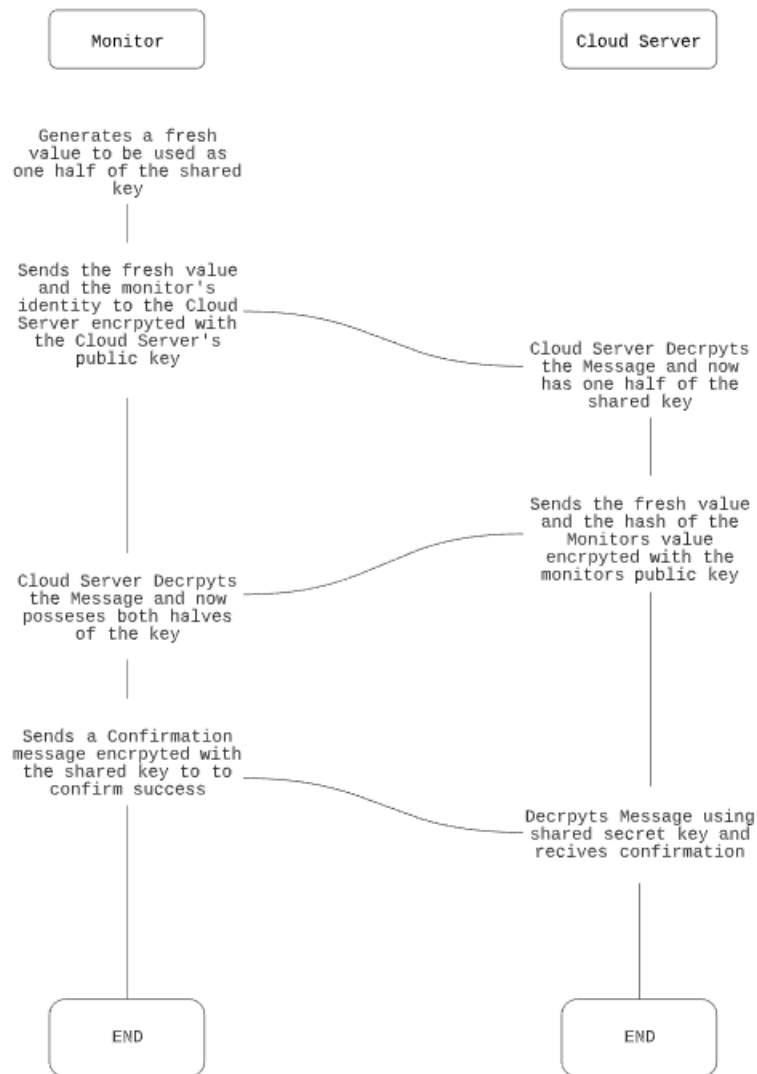 Monitor
Cloud Server
Generates a fresh
value to be used as
one half of the shared
key
Sends the fresh value
and the monitor's
identity to the Cloud
Server encrpyted with
the Cloud Server's
public key
Cloud Server Decrpyts
the Message and now
has one half of the
shared key
Sends the fresh value
and the hash of the
Monitors value
encrpyted with the
monitors public key
Cloud Server Decrpyts
the Message and now
posseses both halves
of the key
Sends a Confirmation
message encrpyted with
the shared key to to
confirm success
Decrpyts Message using
shared secret key and
recives confirmation
END
END